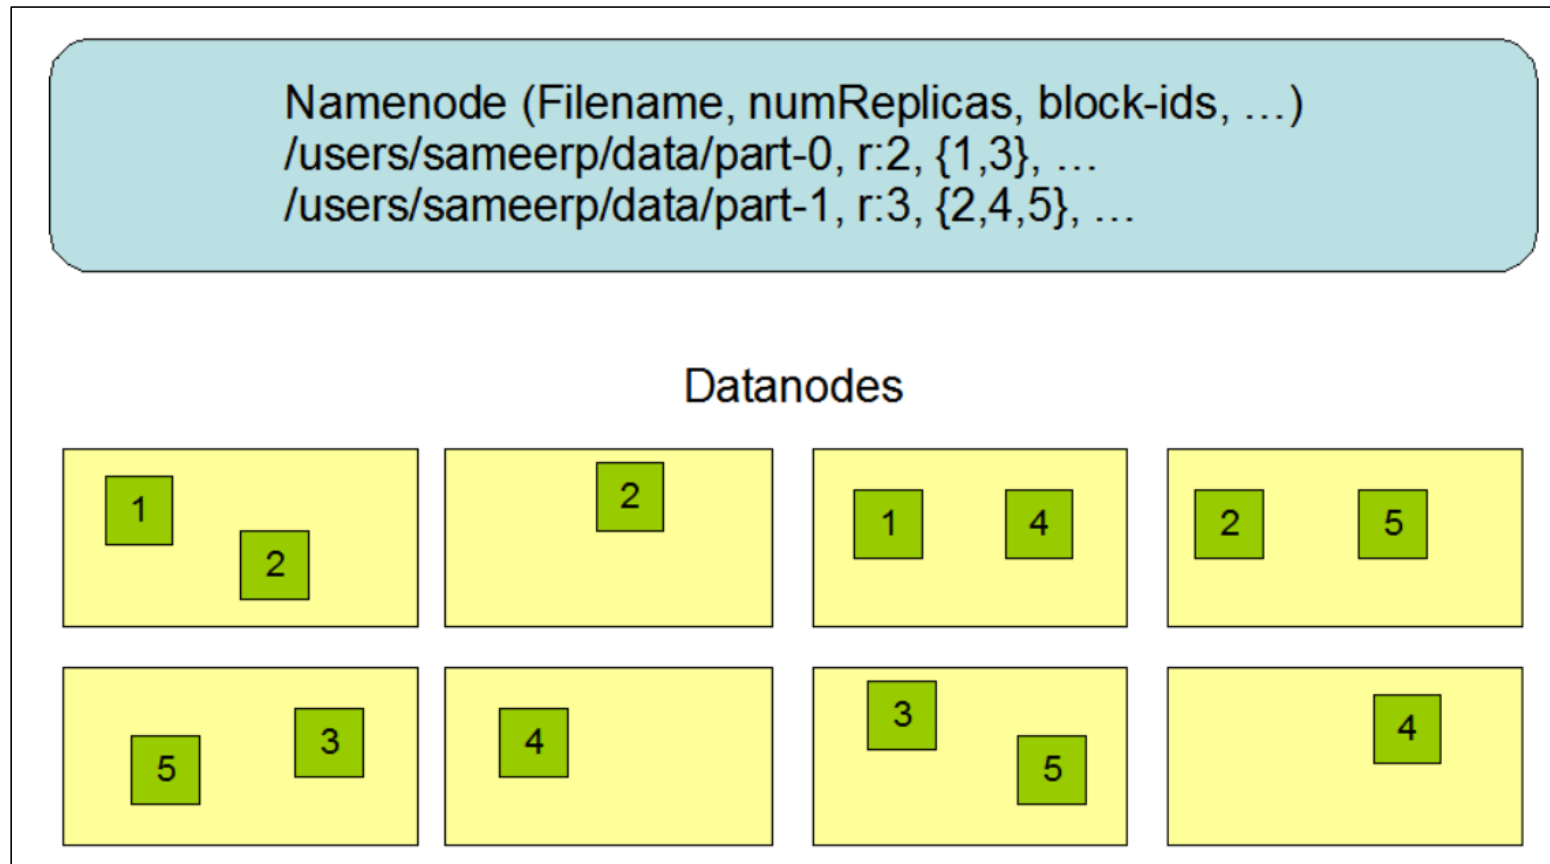 Namenode (Filename, numReplicas, block-ids, …)
/users/sameerp/data/part-0, r:2, {1,3}, …
/users/sameerp/data/part-1, r:3, {2,4,5}, …
Datanodes
1
2
2
1 4
2 5
5
3
4
3
5
4